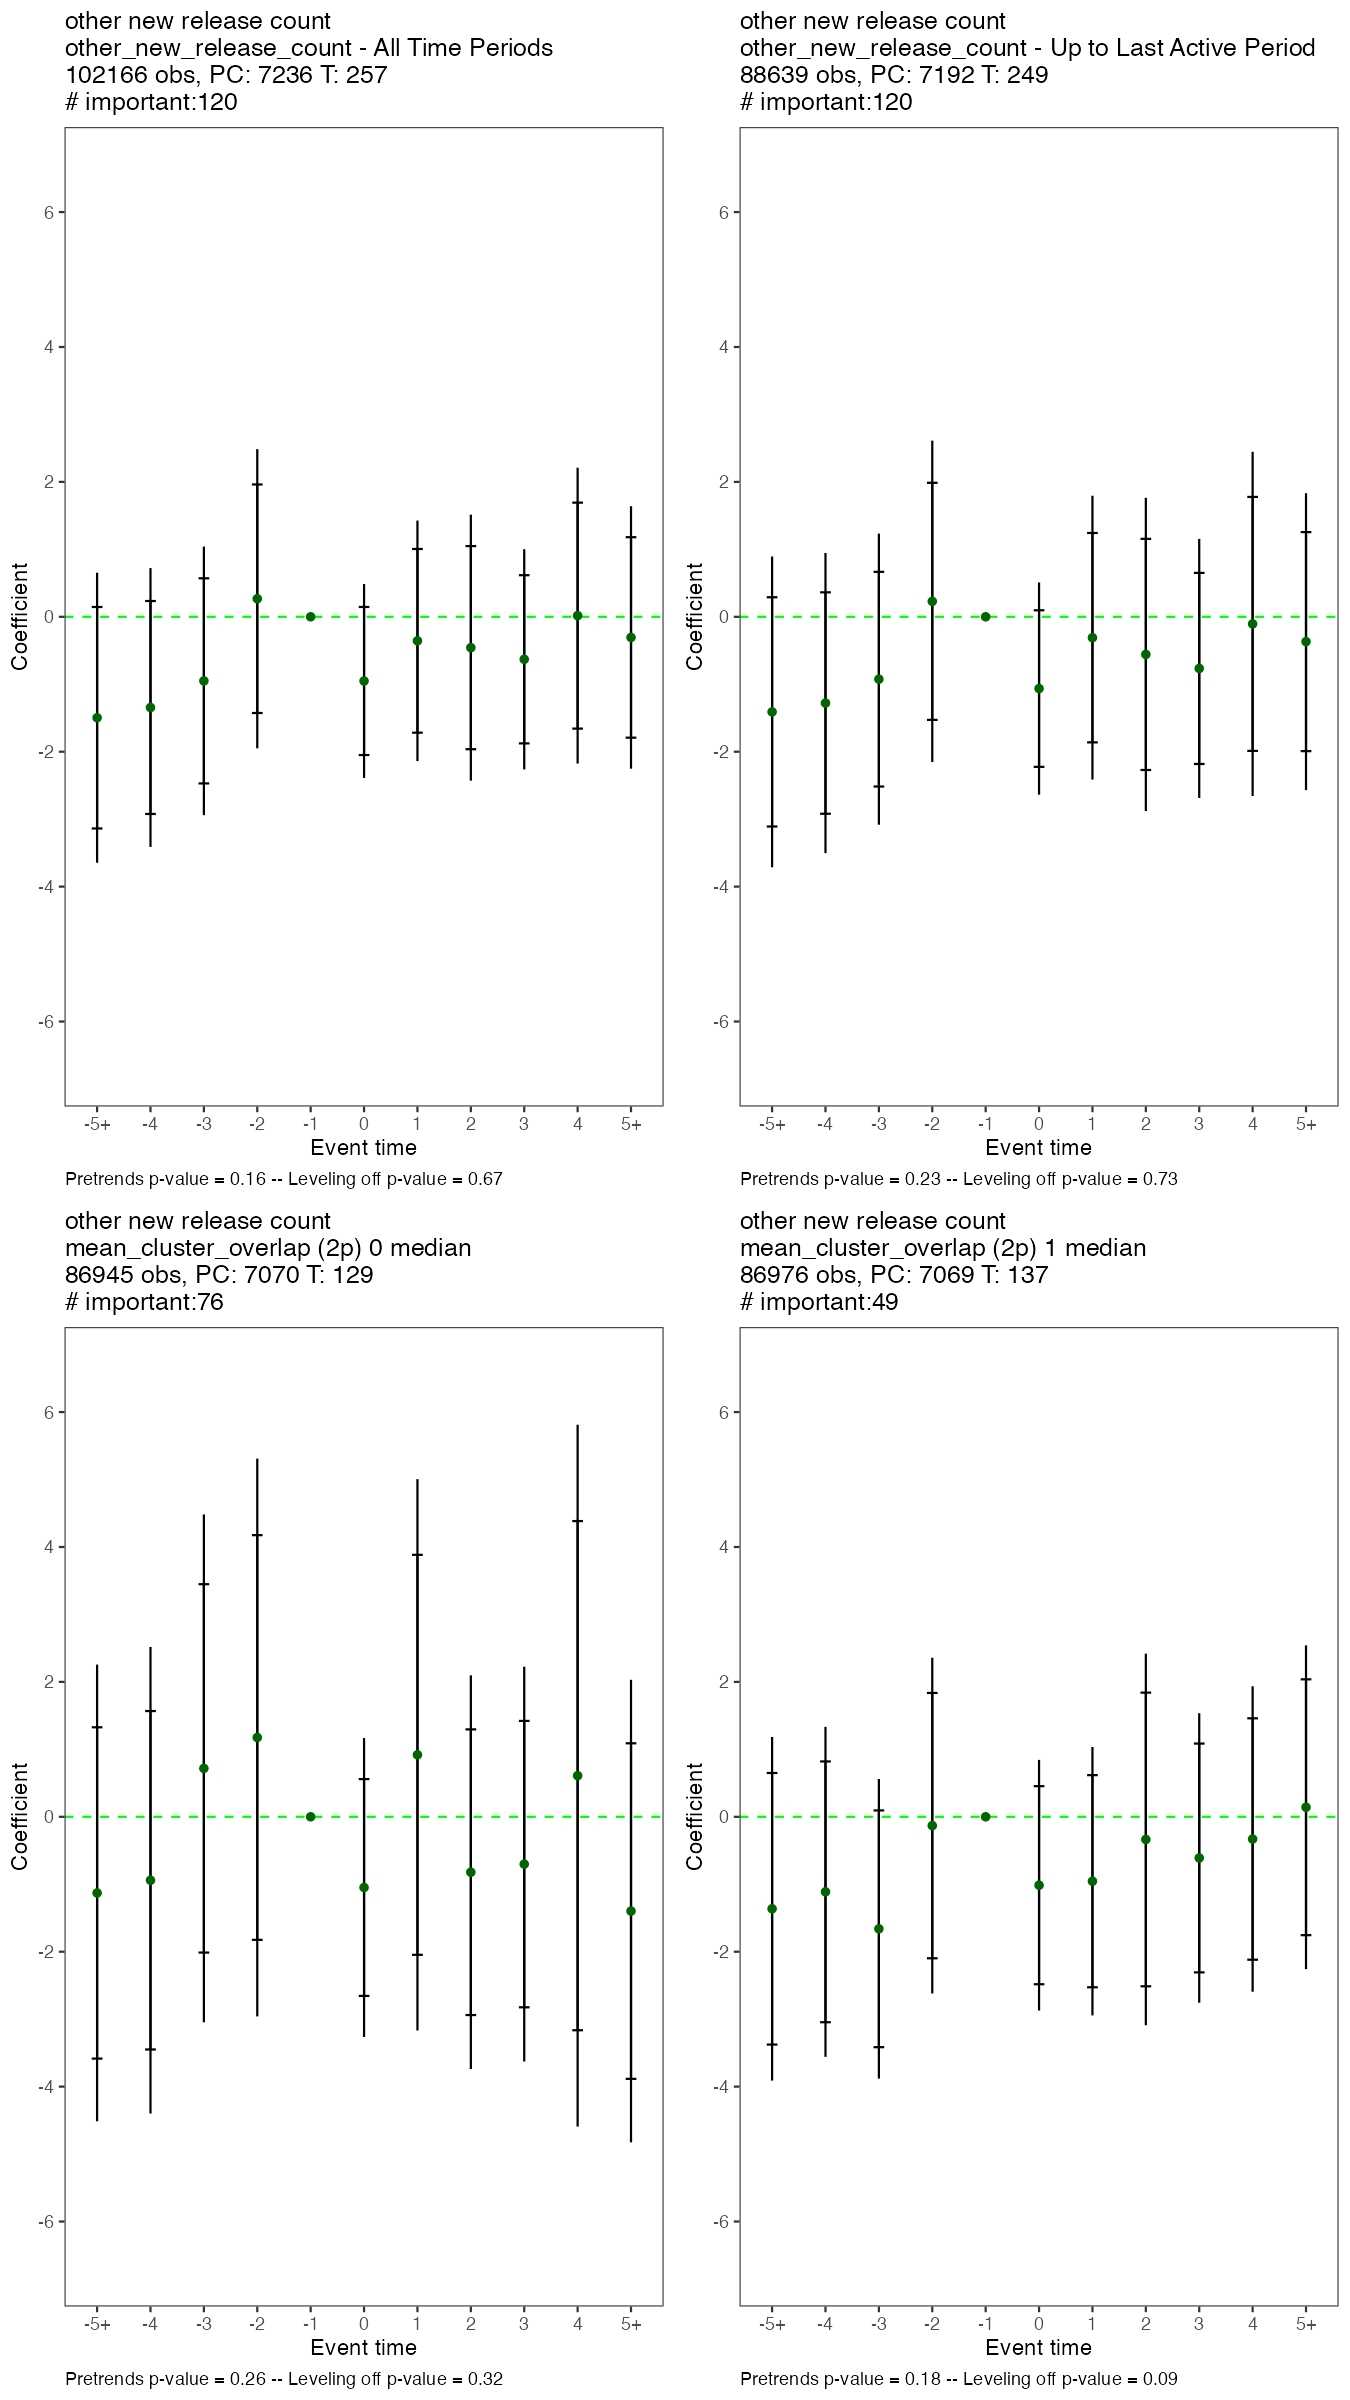 other new release count
other_new_release_count - All Time Periods
102166 obs, PC: 7236 T: 257
# important:120
6
4
2
0
-2
-4
-6
Coefficient
-5+ -4 -3 -2 -1 0 1 2 3 4 5+
Event time
Pretrends p-value = 0.16 -- Leveling off p-value = 0.67
other new release count
other_new_release_count - Up to Last Active Period
88639 obs, PC: 7192 T: 249
# important:120
6
4
2
0
-2
-4
-6
Coefficient
-5+ -4 -3 -2 -1 0 1 2 3 4 5+
Event time
Pretrends p-value = 0.23 -- Leveling off p-value = 0.73
other new release count
mean_cluster_overlap (2p) 0 median
86945 obs, PC: 7070 T: 129
# important:76
6
4
2
0
-2
-4
-6
Coefficient
-5+ -4 -3 -2 -1 0 1 2 3 4 5+
Event time
Pretrends p-value = 0.26 -- Leveling off p-value = 0.32
other new release count
mean_cluster_overlap (2p) 1 median
86976 obs, PC: 7069 T: 137
# important:49
6
4
2
0
-2
-4
-6
Coefficient
-5+ -4 -3 -2 -1 0 1 2 3 4 5+
Event time
Pretrends p-value = 0.18 -- Leveling off p-value = 0.09